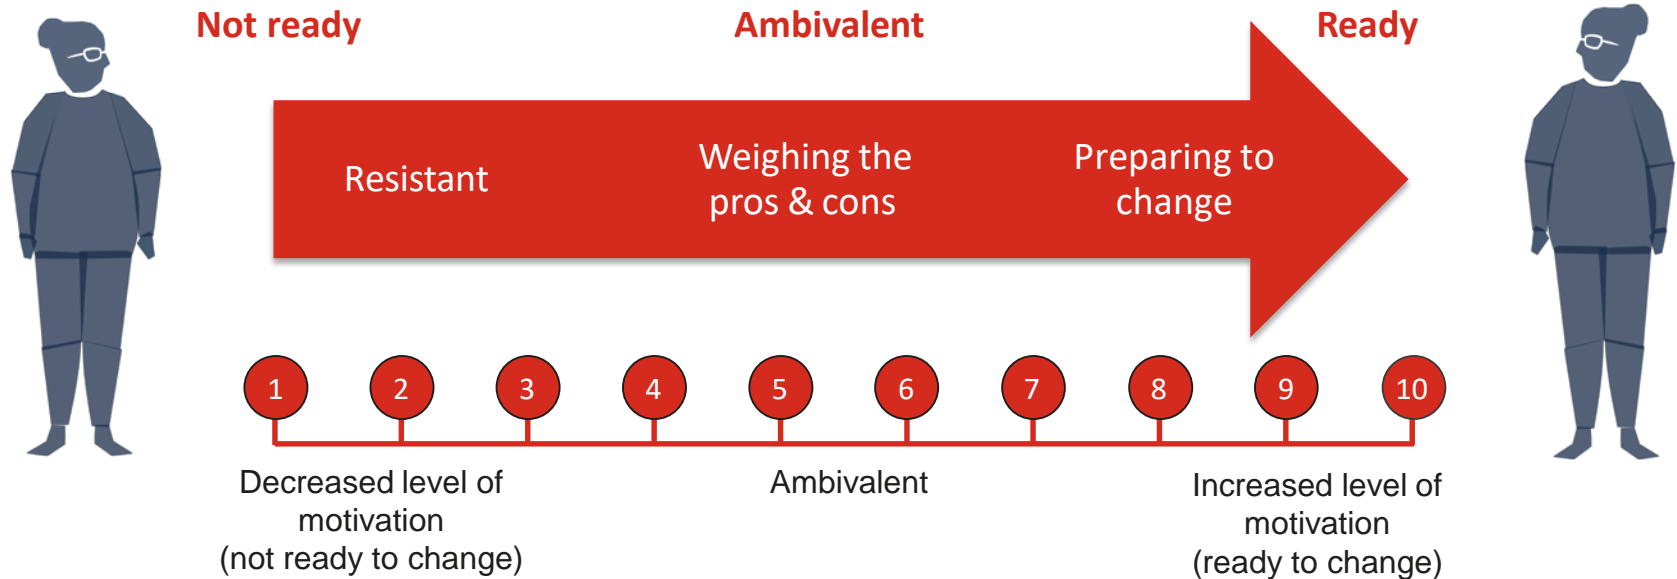 Not ready
Ambivalent
Ready
Resistant
Weighing the
pros & cons
Preparing to
change
1 2 3 4 5 6 7 8 9 10
Decreased level of
motivation
(not ready to change)
Ambivalent
Increased level of
motivation
(ready to change)